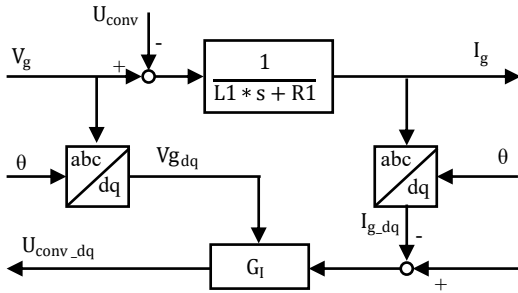 U_conv
-
V_g
+
1
L1 * s + R1
I_g
θ
abc
dq
Vg_dq
abc
dq
θ
I_g_dq
-
U_conv_dq
G_I
+